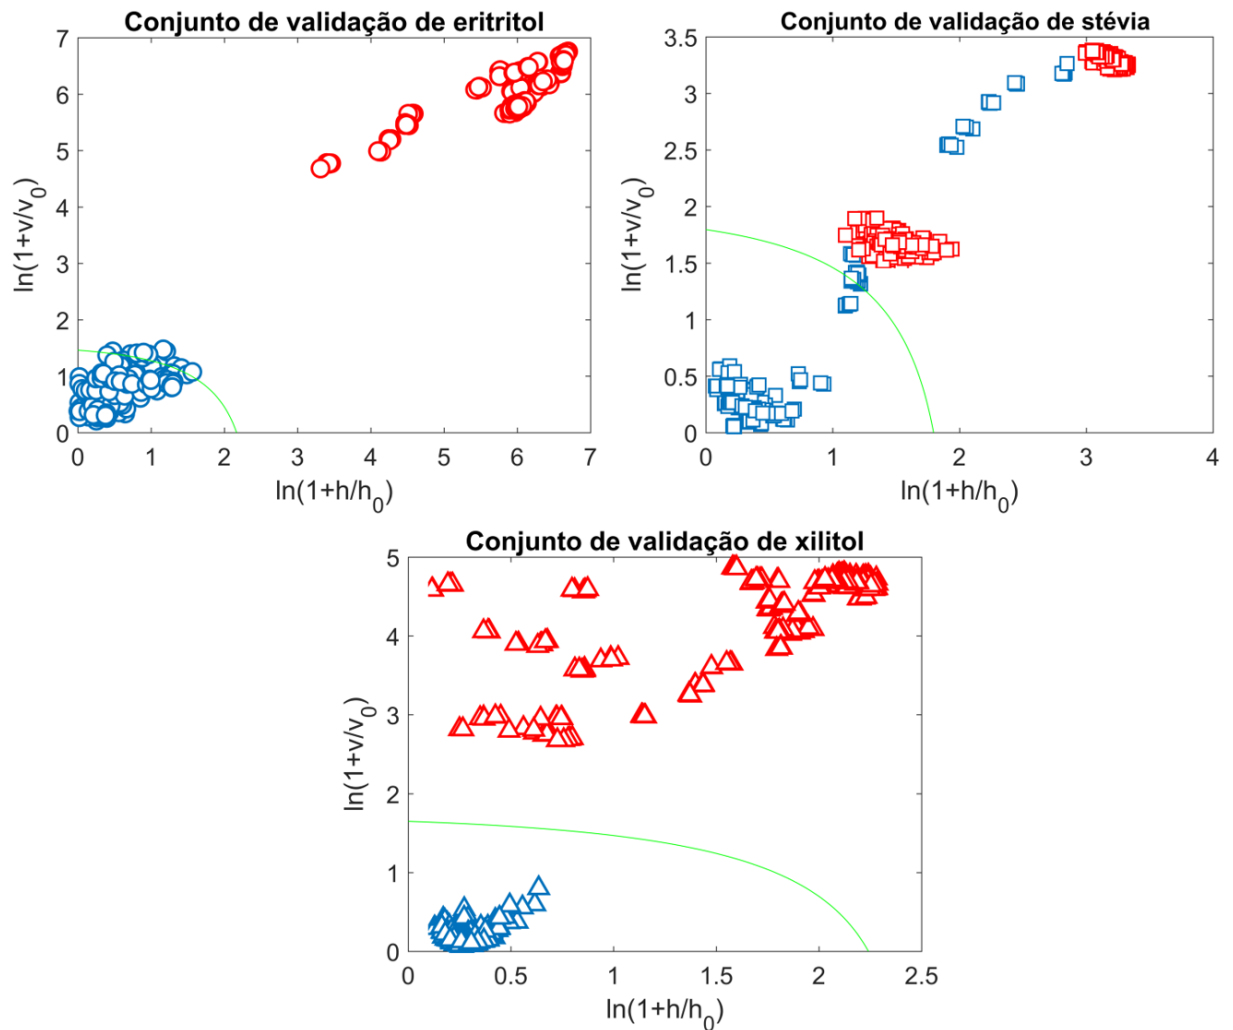 Conjunto de validação de eritritol
7
6
5
4
3
2
1
0
ln(1+v/v0)
0 1 2 3 4 5 6 7
ln(1+h/h0)
Conjunto de validação de stévia
3.5
3
2.5
2
1.5
1
0.5
0
ln(1+v/v0)
0 1 2 3 4
ln(1+h/h0)
Conjunto de validação de xilitol
5
4
3
2
1
0
ln(1+v/v0)
0 0.5 1 1.5 2 2.5
ln(1+h/h0)